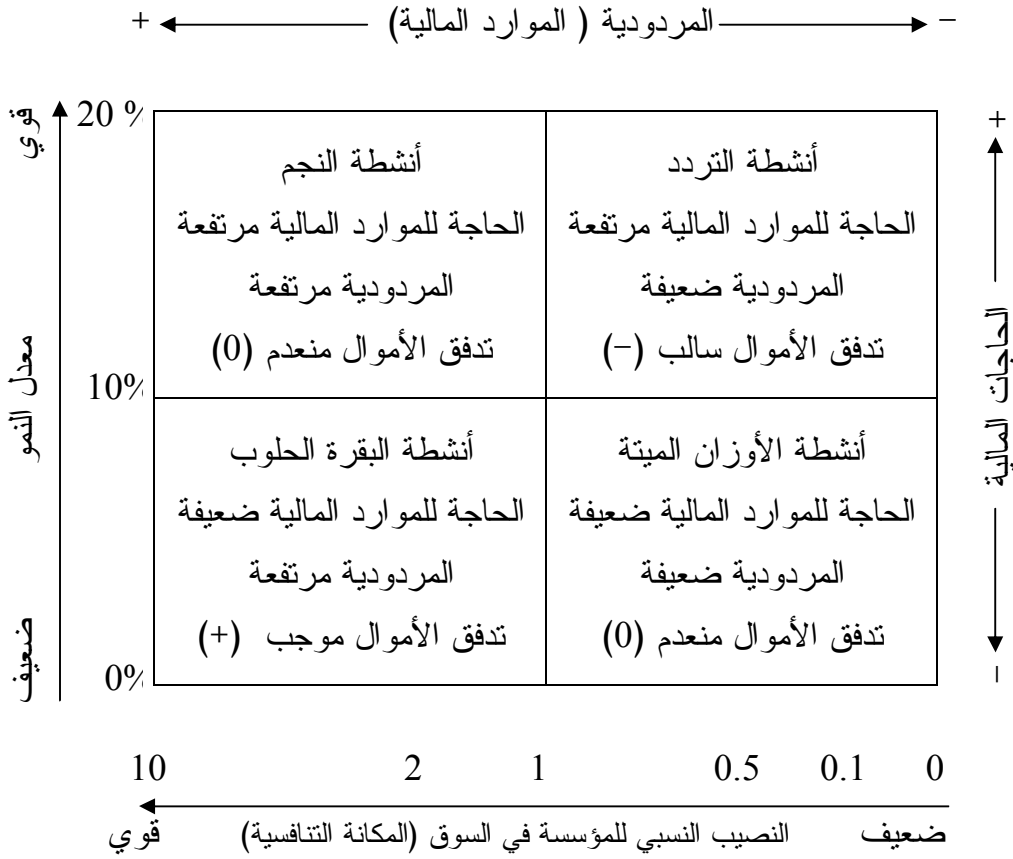 + المردودية ( الموارد المالية) −
قوي
معدل النمو
ضعيف
20 %
10%
0%
+
الحاجات المالية
−
أنشطة التردد
الحاجة للموارد المالية مرتفعة
المردودية ضعيفة
تدفق الأموال سالب (−)
أنشطة النجم
الحاجة للموارد المالية مرتفعة
المردودية مرتفعة
تدفق الأموال منعدم (0)
أنشطة الأوزان الميتة
الحاجة للموارد المالية ضعيفة
المردودية ضعيفة
تدفق الأموال منعدم (0)
أنشطة البقرة الحلوب
الحاجة للموارد المالية ضعيفة
المردودية مرتفعة
تدفق الأموال موجب (+)
10 2 1 0.5 0.1 0
ضعيف النصيب النسبي للمؤسسة في السوق (المكانة التنافسية) قوي